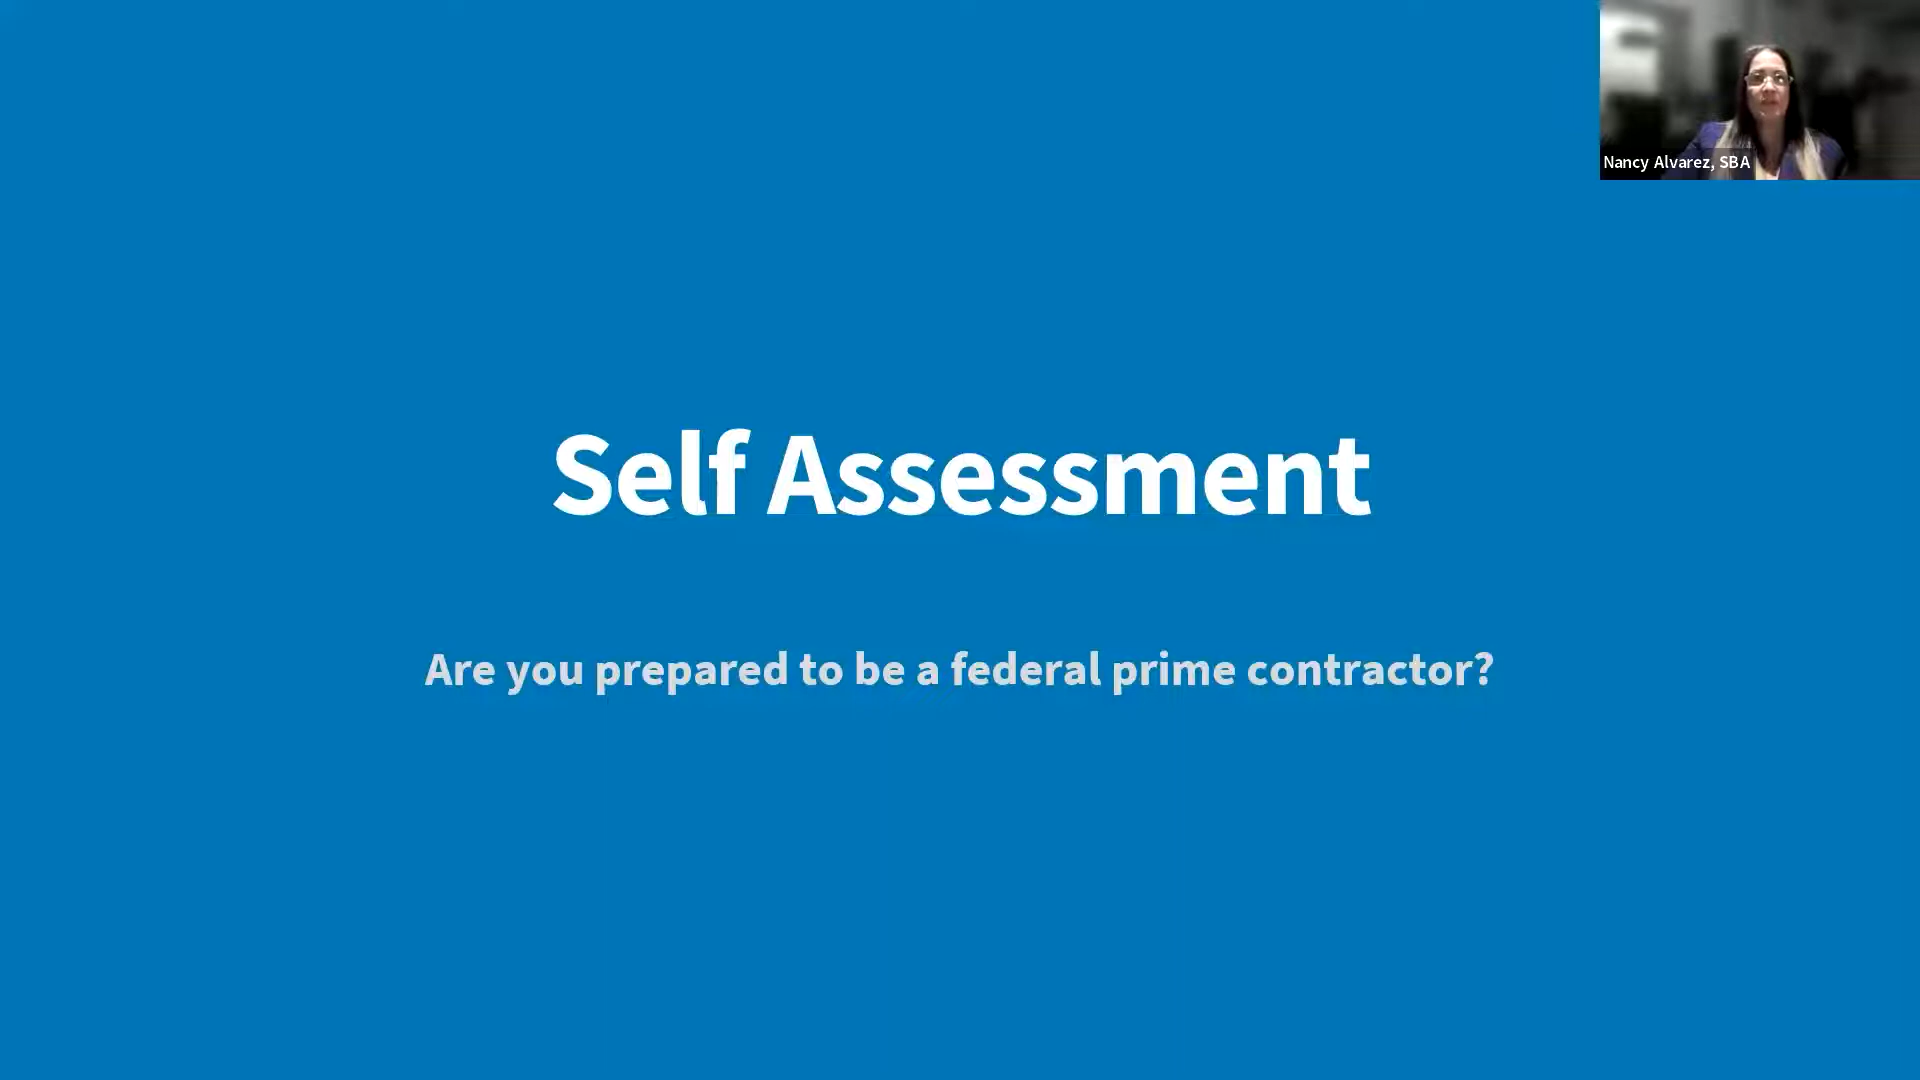 Nancy Alvarez, SBA
Self Assessment
Are you prepared to be a federal prime contractor?